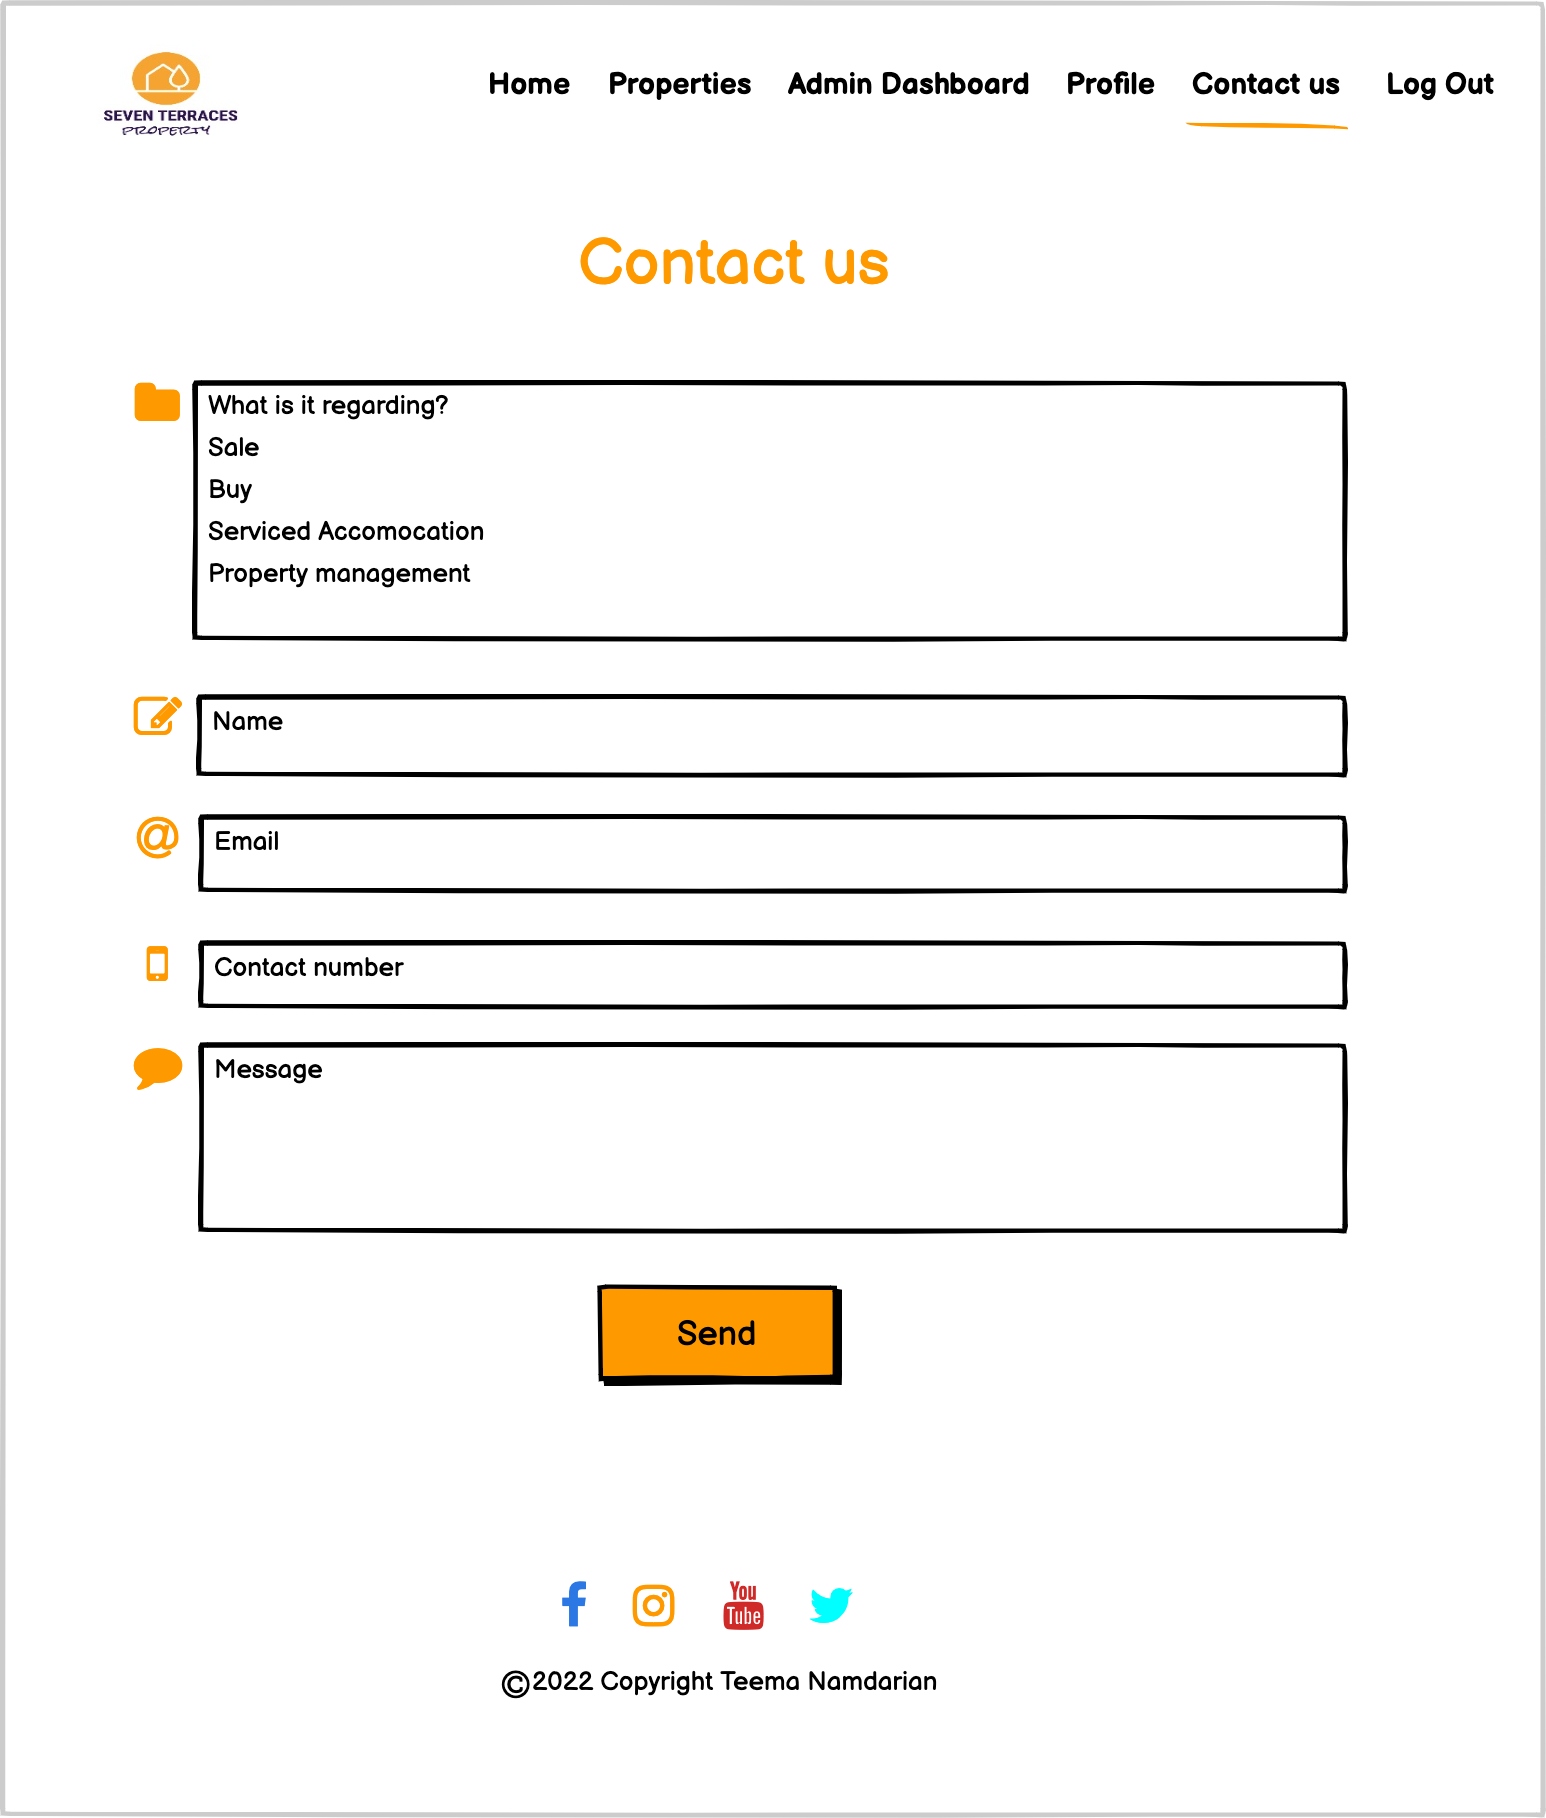 SEVEN TERRACES
PROPERTY
Home Properties Admin Dashboard Profile Contact us Log Out
Contact us
What is it regarding?
Sale
Buy
Serviced Accomocation
Property management
Name
@ Email
Contact number
Message
Send
You
Tube
©2022 Copyright Teema Namdarian